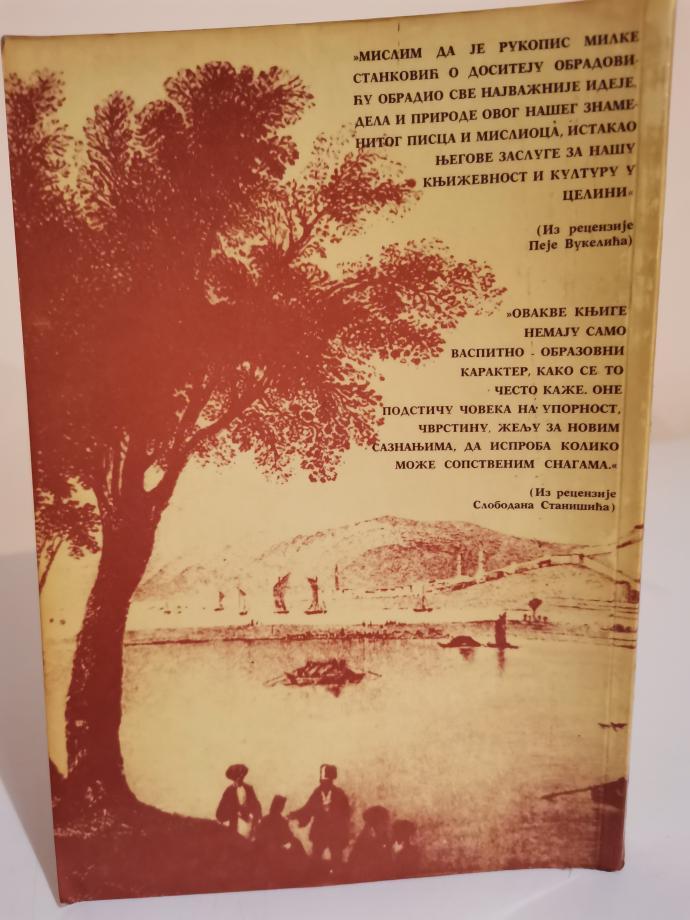 »МИСЛИМ ДА ЈЕ РУКОПИС МИЛКЕ
СТАНКОВИЋ О ДОСИТЕЈУ ОБРАДОВИ-
ЋУ ОБРАДИО СВЕ НАЈВАЖНИЈЕ ИДЕЈЕ,
ДЕЛА И ПРИРОДЕ ОВОГ НАШЕГ ЗНАМЕ-
НИТОГ ПИСЦА И МИСЛИОЦА, ИСТАКАО
ЊЕГОВЕ ЗАСЛУГЕ ЗА НАШУ
КЊИЖЕВНОСТ И КУЛТУРУ У
ЦЕЛИНИ«
(Из рецензије
Пеје Вукелића)
»ОВАКВЕ КЊИГЕ
НЕМАЈУ САМО
ВАСПИТНО - ОБРАЗОВНИ
КАРАКТЕР, КАКО СЕ ТО
ЧЕСТО КАЖЕ. ОНЕ
ПОДСТИЧУ ЧОВЕКА НА УПОРНОСТ,
ЧВРСТИНУ, ЖЕЉУ ЗА НОВИМ
САЗНАЊИМА, ДА ИСПРОБА КОЛИКО
МОЖЕ СОПСТВЕНИМ СНАГАМА.«
(Из рецензије
Слободана Станишића)